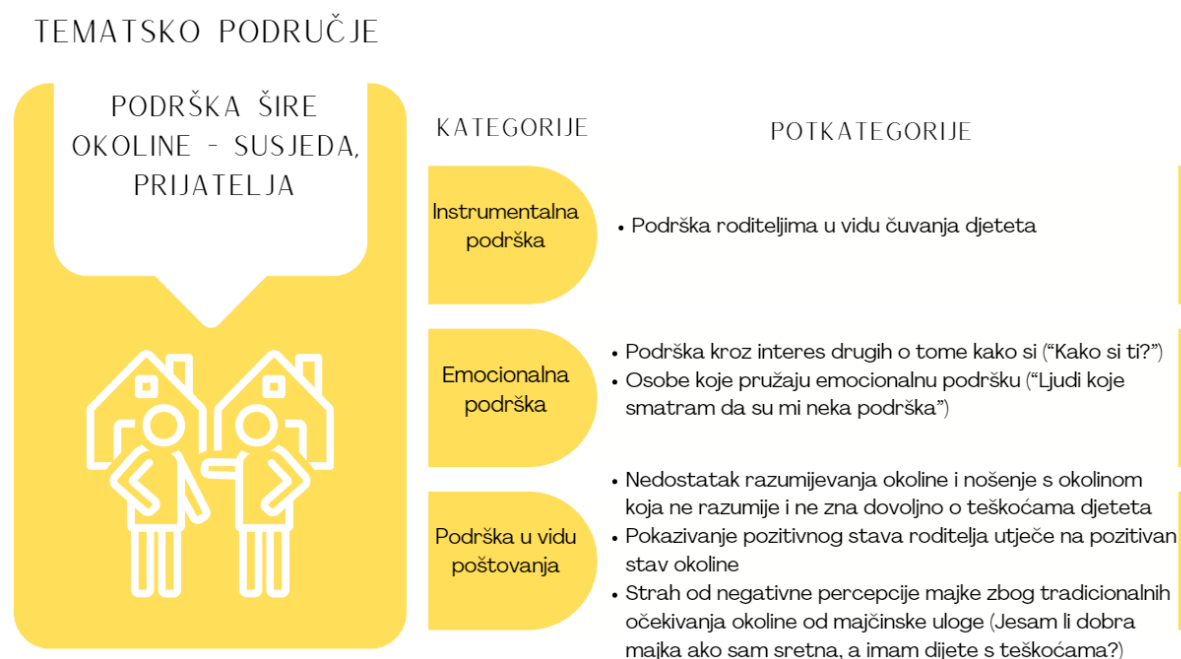 TEMATSKO PODRUČJE
PODRŠKA ŠIRE
OKOLINE - SUSJEDA,
PRIJATELJA
KATEGORIJE
POTKATEGORIJE
Instrumentalna
podrška
• Podrška roditeljima u vidu čuvanja djeteta
Emocionalna
podrška
• Podrška kroz interes drugih o tome kako si (“Kako si ti?”)
• Osobe koje pružaju emocionalnu podršku (“Ljudi koje
smatram da su mi neka podrška”)
Podrška u vidu
poštovanja
• Nedostatak razumijevanja okoline i nošenje s okolinom
koja ne razumije i ne zna dovoljno o teškoćama djeteta
• Pokazivanje pozitivnog stava roditelja utječe na pozitivan
stav okoline
• Strah od negativne percepcije majke zbog tradicionalnih
očekivanja okoline od majčinske uloge (Jesam li dobra
majka ako sam sretna, a imam dijete s teškoćama?)